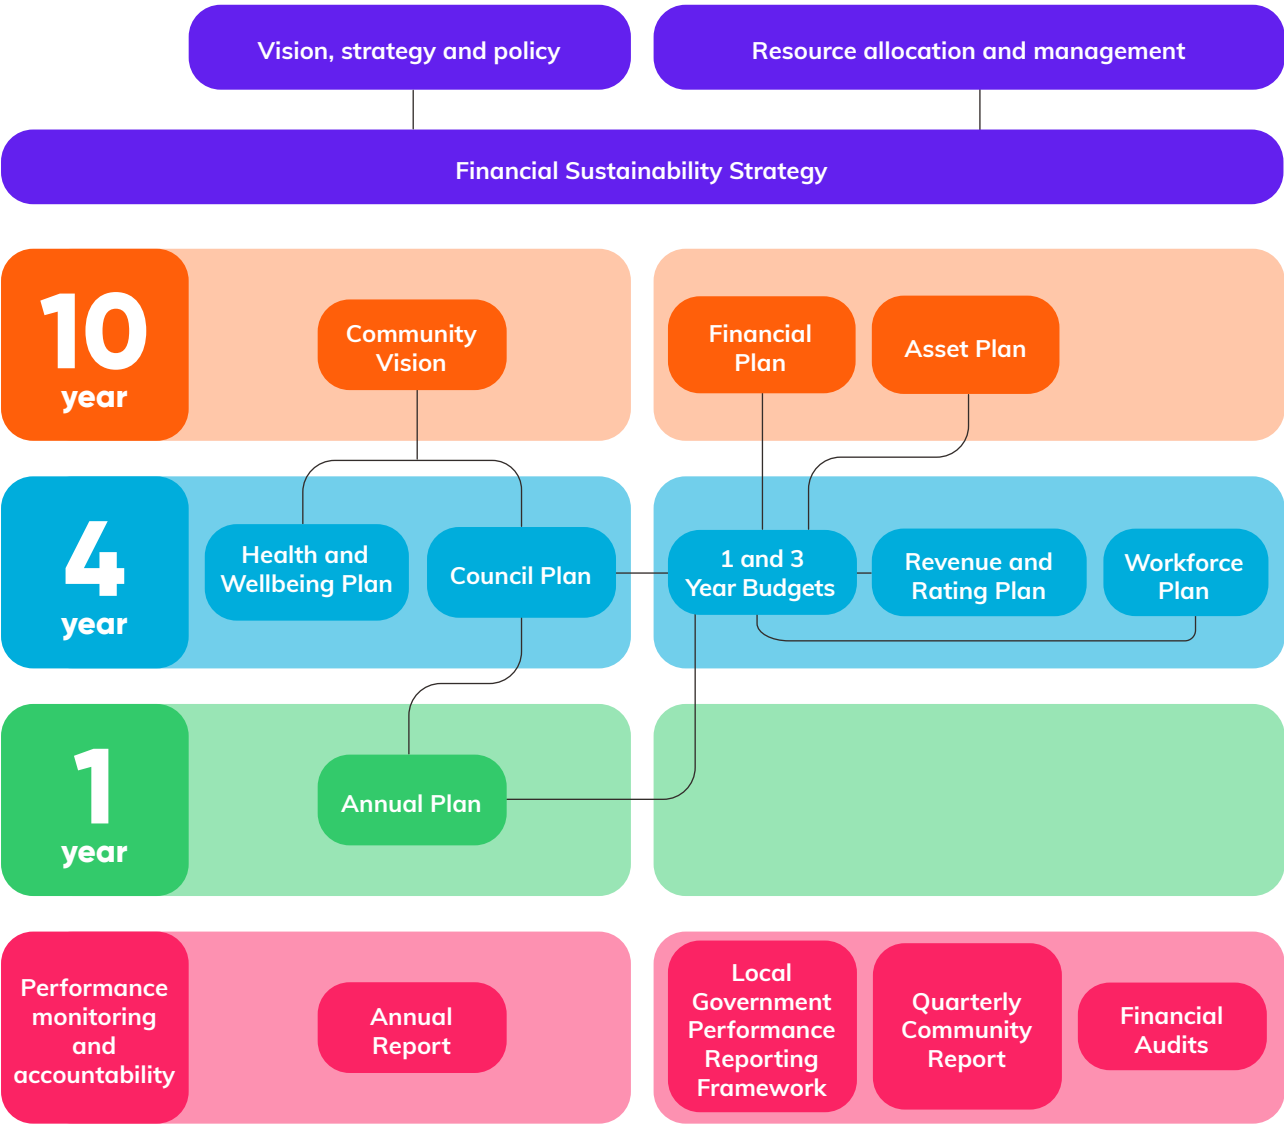 Vision, strategy and policy
Resource allocation and management
Financial Sustainability Strategy
10
year
Community
Vision
Financial
Plan
Asset Plan
4
year
Health and
Wellbeing Plan
Council Plan
1 and 3
Year Budgets
Revenue and
Rating Plan
Workforce
Plan
1
year
Annual Plan
Performance
monitoring
and
accountability
Annual
Report
Local
Government
Performance
Reporting
Framework
Quarterly
Community
Report
Financial
Audits